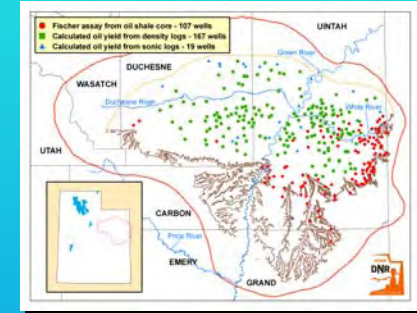 Fischer assay from oil shale core - 107 wells
Calculated oil yield from density logs - 167 wells
Calculated oil yield from sonic logs - 19 wells
UINTAH
DUCHESNE
Green River
WASATCH
Duchesne River
White River
UTAH
CARBON
Price River
EMERY
GRAND
DNR